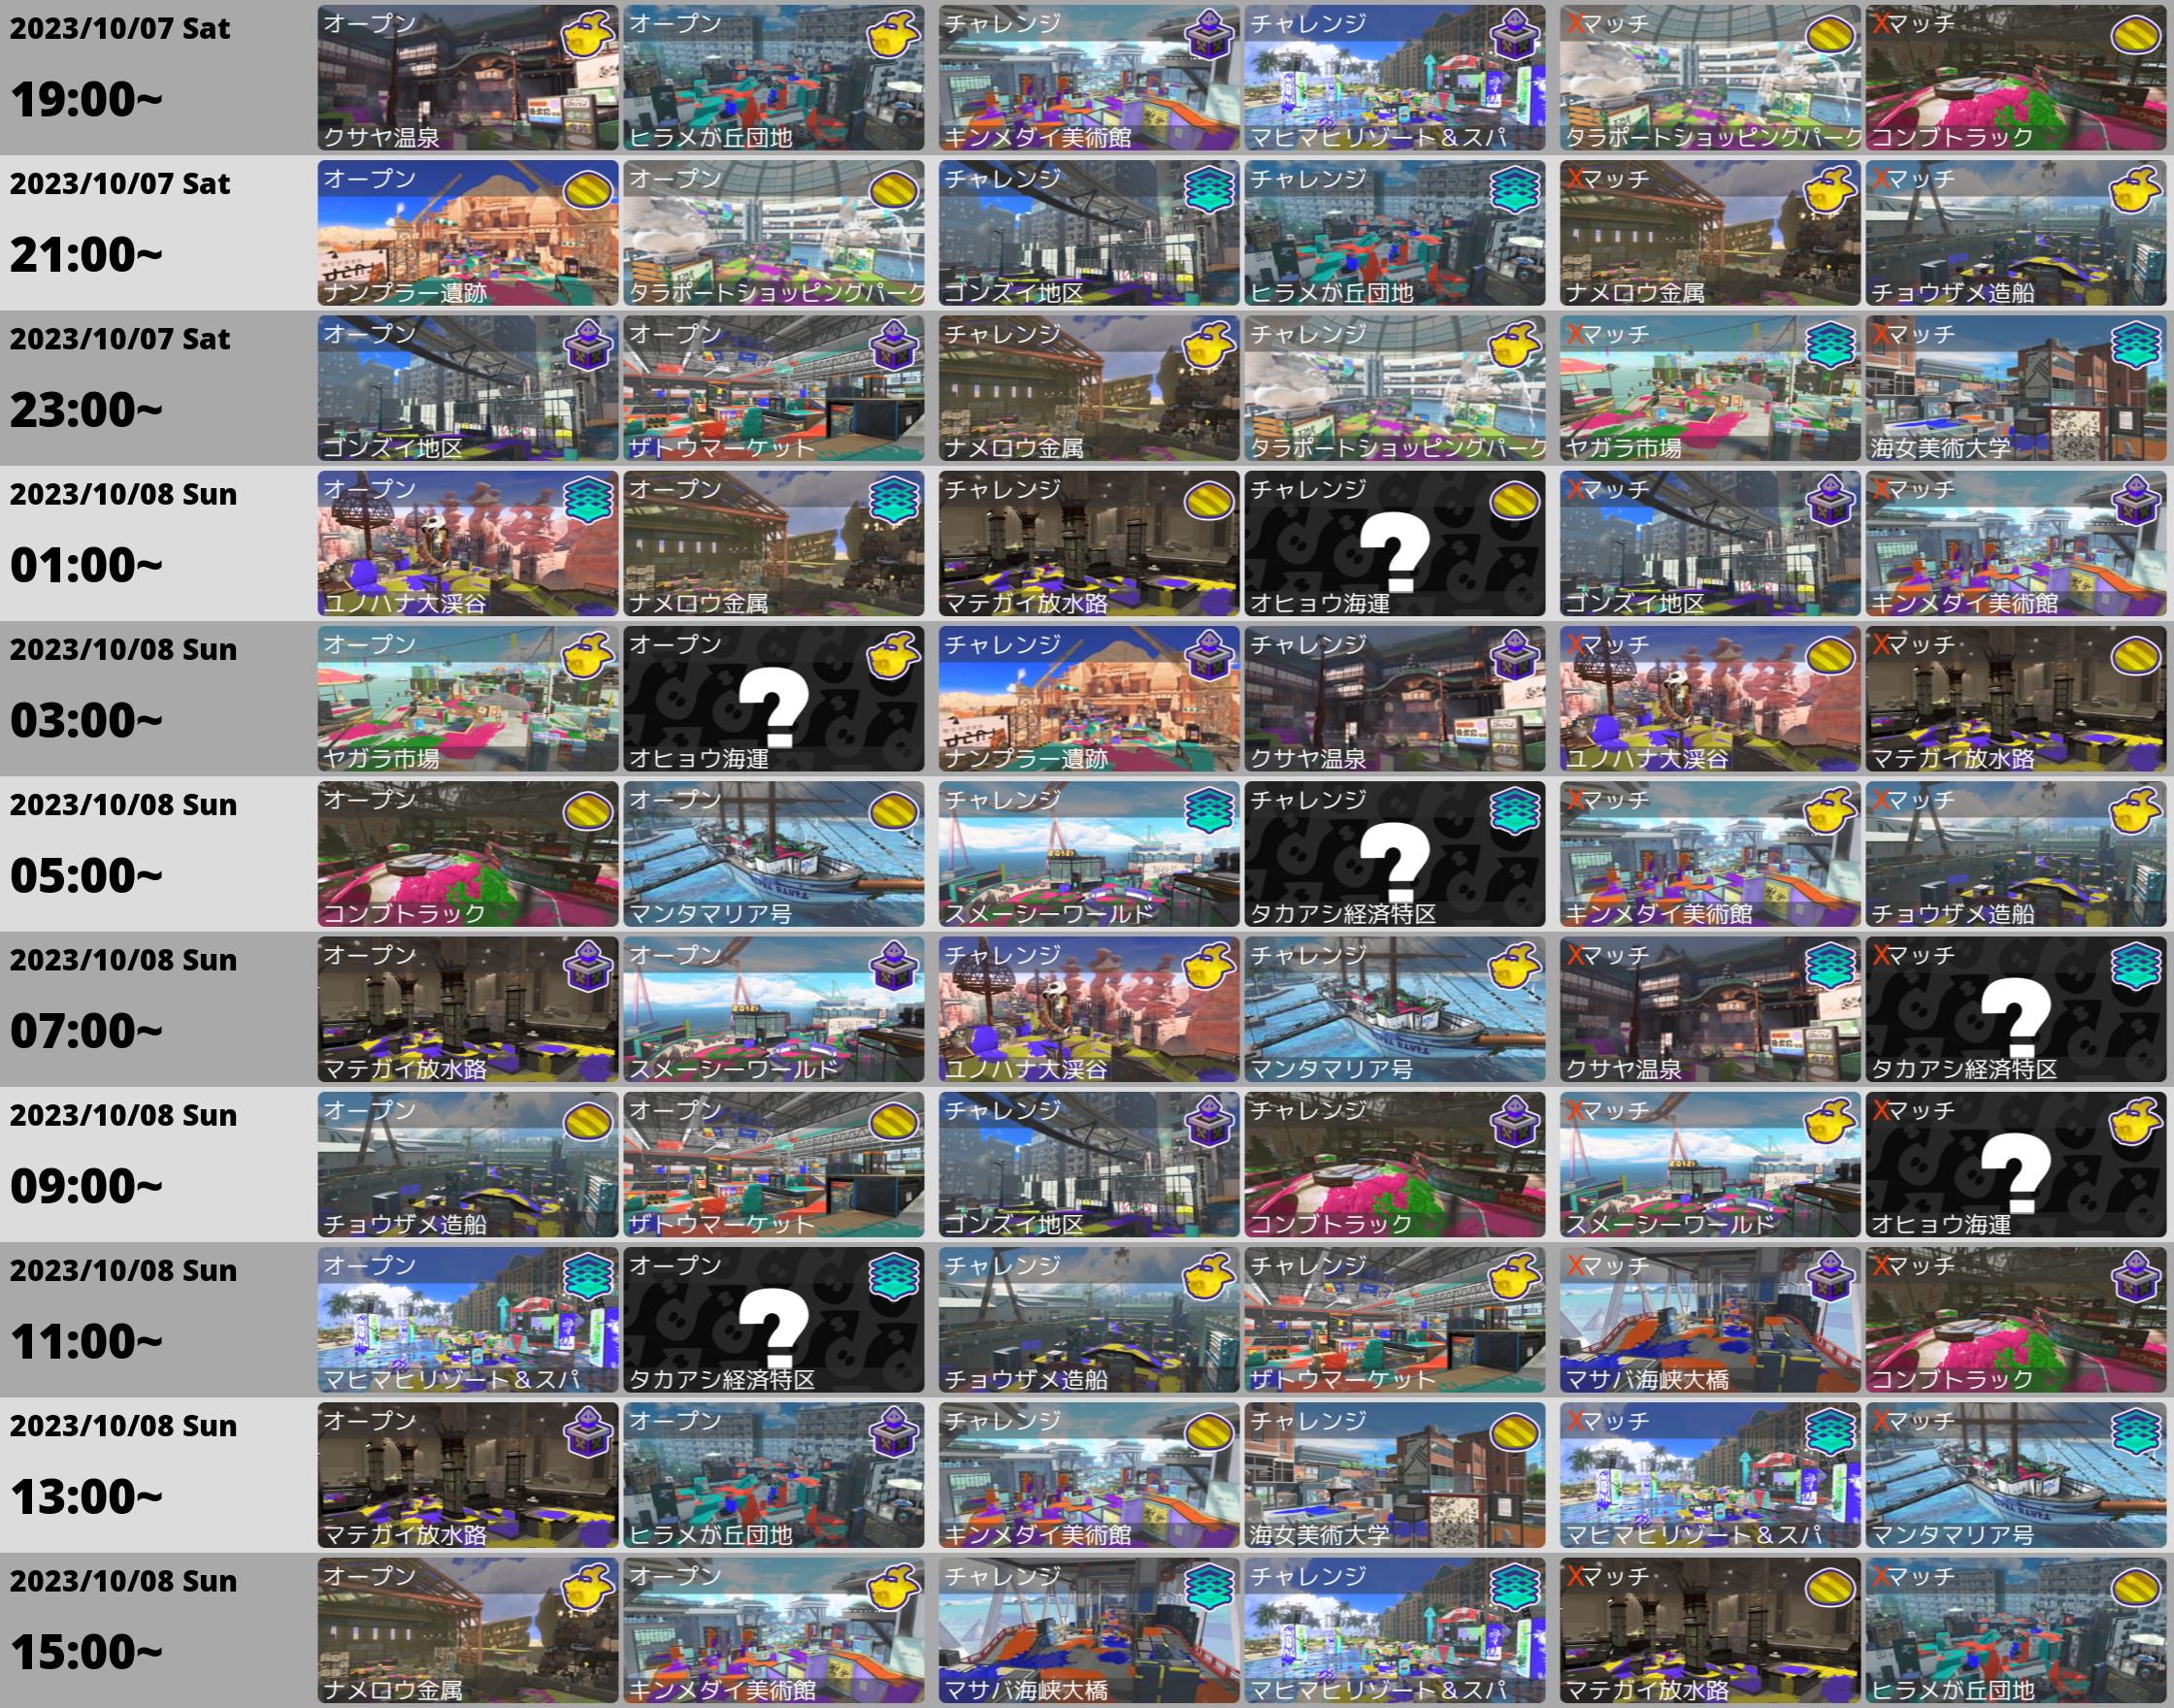 2023/10/07 Sat
19:00~
オープン
クサヤ温泉
オープン
ヒラメが丘団地
チャレンジ
キンメダイ美術館
チャレンジ
マヒマヒリゾート&スパ
Xマッチ
タラポートショッピングパーク
Xマッチ
コンブトラック
2023/10/07 Sat
21:00~
オープン
ナンプラー遺跡
オープン
タラポートショッピングパーク
チャレンジ
ゴンズイ地区
チャレンジ
ヒラメが丘団地
Xマッチ
ナメロウ金属
Xマッチ
チョウザメ造船
2023/10/07 Sat
23:00~
オープン
ゴンズイ地区
オープン
ザトウマーケット
チャレンジ
ナメロウ金属
チャレンジ
タラポートショッピングパーク
Xマッチ
ヤガラ市場
Xマッチ
海女美術大学
2023/10/08 Sun
01:00~
オープン
ユノハナ大渓谷
オープン
ナメロウ金属
チャレンジ
マテガイ放水路
チャレンジ
?
オヒョウ海運
Xマッチ
ゴンズイ地区
Xマッチ
キンメダイ美術館
2023/10/08 Sun
03:00~
オープン
ヤガラ市場
オープン
?
オヒョウ海運
チャレンジ
ナンプラー遺跡
チャレンジ
クサヤ温泉
Xマッチ
ユノハナ大渓谷
Xマッチ
マテガイ放水路
2023/10/08 Sun
05:00~
オープン
コンブトラック
オープン
マンタマリア号
チャレンジ
スメーシーワールド
チャレンジ
?
タカアシ経済特区
Xマッチ
キンメダイ美術館
Xマッチ
チョウザメ造船
2023/10/08 Sun
07:00~
オープン
マテガイ放水路
オープン
スメーシーワールド
チャレンジ
ユノハナ大渓谷
チャレンジ
マンタマリア号
Xマッチ
クサヤ温泉
Xマッチ
?
タカアシ経済特区
2023/10/08 Sun
09:00~
オープン
チョウザメ造船
オープン
ザトウマーケット
チャレンジ
ゴンズイ地区
チャレンジ
コンブトラック
Xマッチ
スメーシーワールド
Xマッチ
?
オヒョウ海運
2023/10/08 Sun
11:00~
オープン
マヒマヒリゾート&スパ
オープン
?
タカアシ経済特区
チャレンジ
チョウザメ造船
チャレンジ
ザトウマーケット
Xマッチ
マサバ海峡大橋
Xマッチ
コンブトラック
2023/10/08 Sun
13:00~
オープン
マテガイ放水路
オープン
ヒラメが丘団地
チャレンジ
キンメダイ美術館
チャレンジ
海女美術大学
Xマッチ
マヒマヒリゾート&スパ
Xマッチ
マンタマリア号
2023/10/08 Sun
15:00~
オープン
ナメロウ金属
オープン
キンメダイ美術館
チャレンジ
マサバ海峡大橋
チャレンジ
マヒマヒリゾート&スパ
Xマッチ
マテガイ放水路
Xマッチ
ヒラメが丘団地